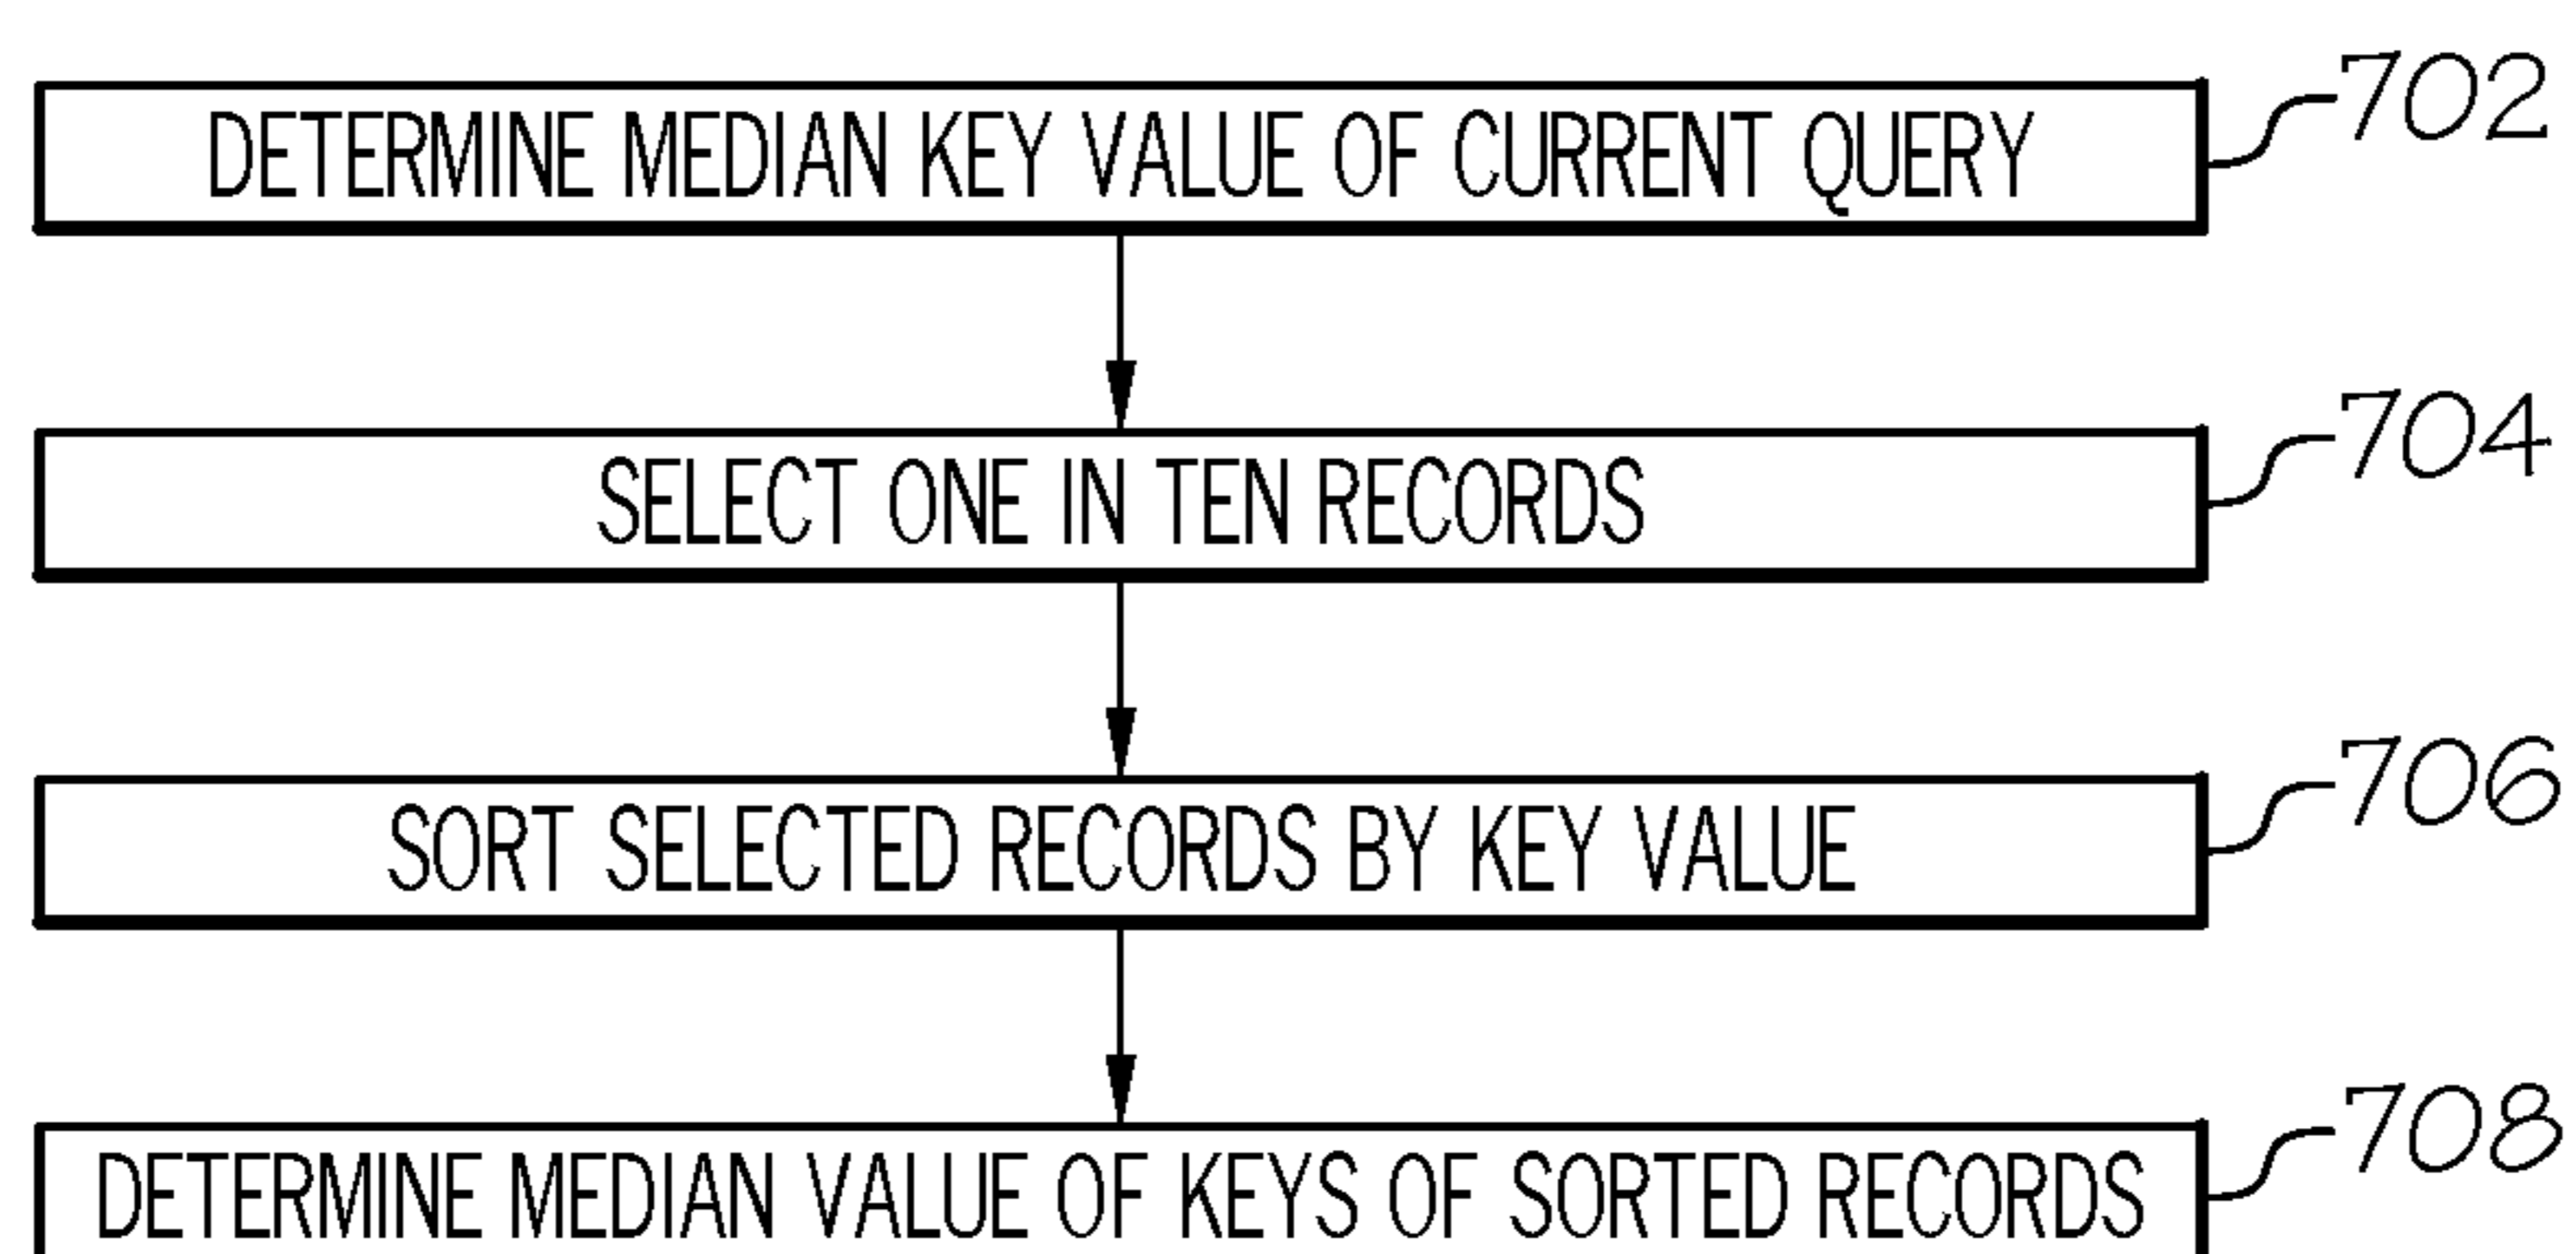 DETERMINE MEDIAN KEY VALUE OF CURRENT QUERY 702
SELECT ONE IN TEN RECORDS 704
SORT SELECTED RECORDS BY KEY VALUE 706
DETERMINE MEDIAN VALUE OF KEYS OF SORTED RECORDS 708